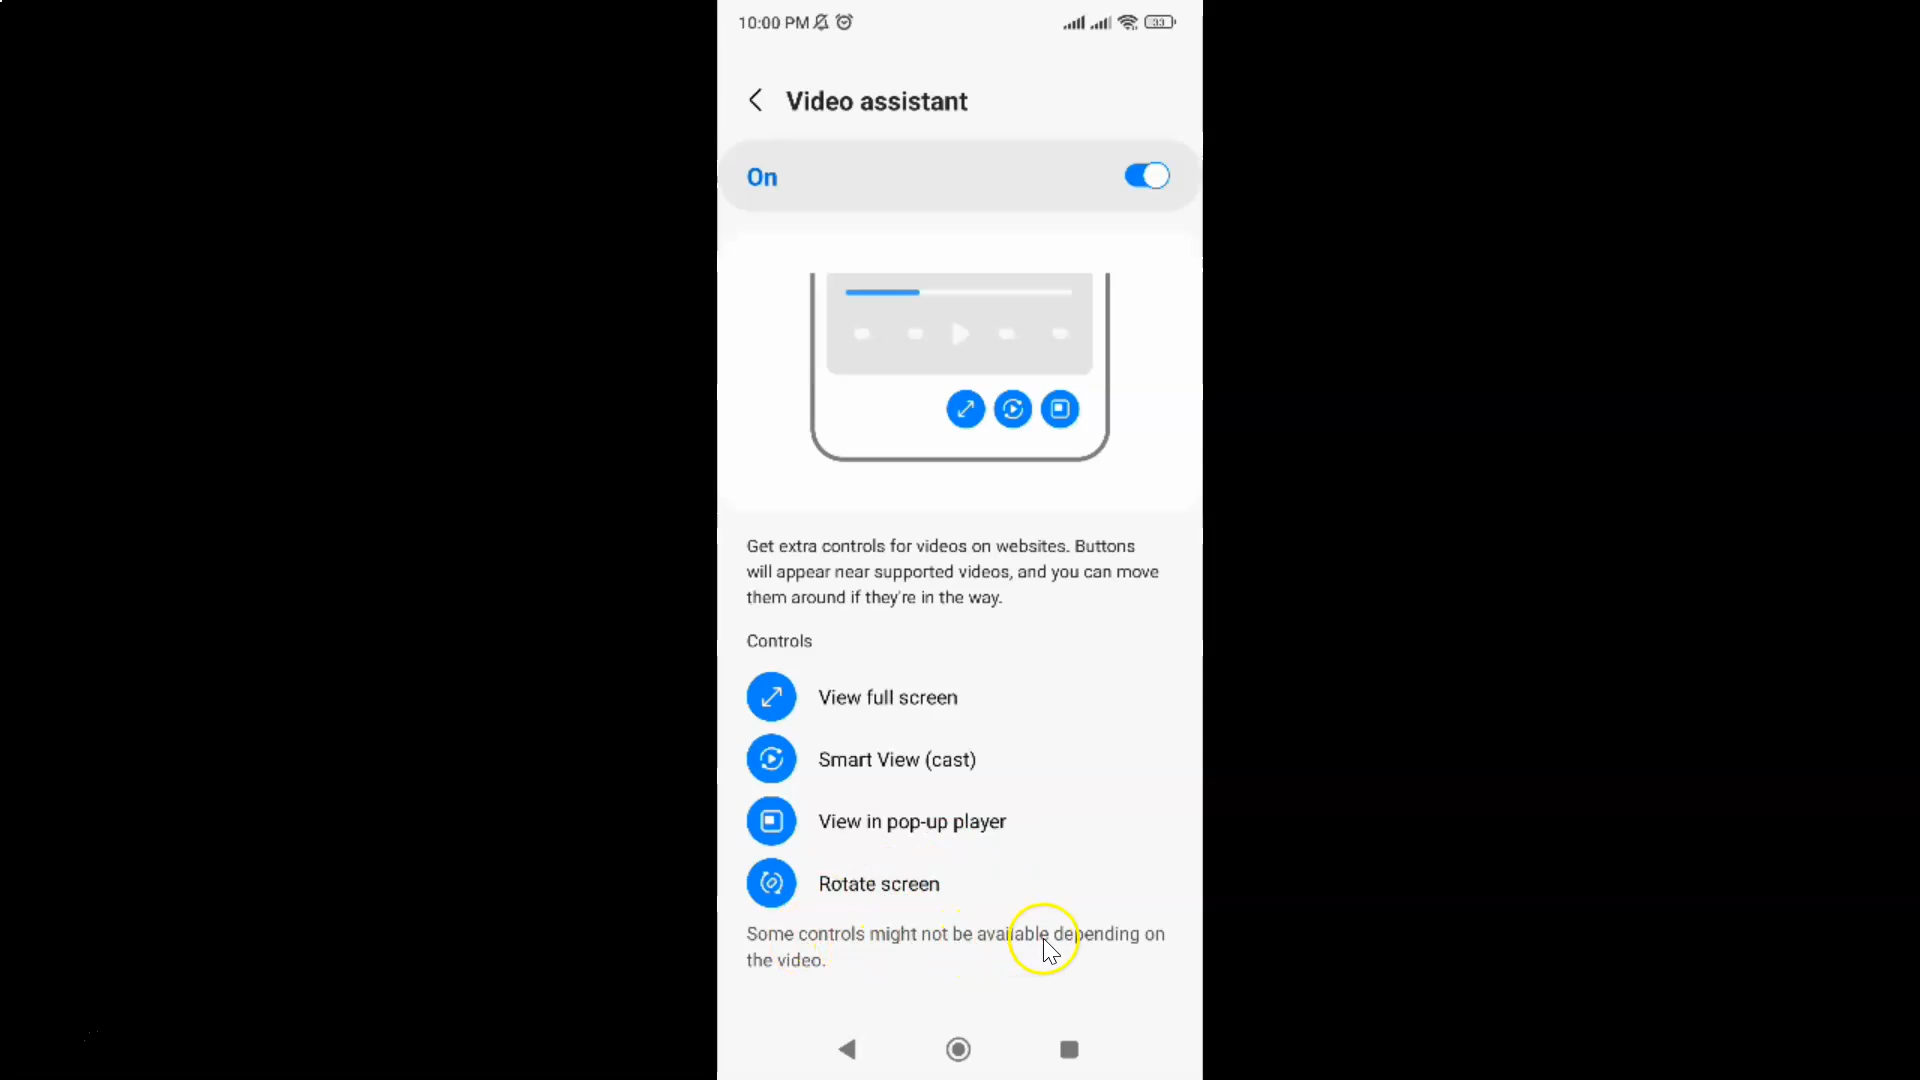 10:00 PM 33
Video assistant
On
Get extra controls for videos on websites. Buttons
will appear near supported videos, and you can move
them around if they're in the way.
Controls
View full screen
Smart View (cast)
View in pop-up player
Rotate screen
Some controls might not be available depending on
the video.